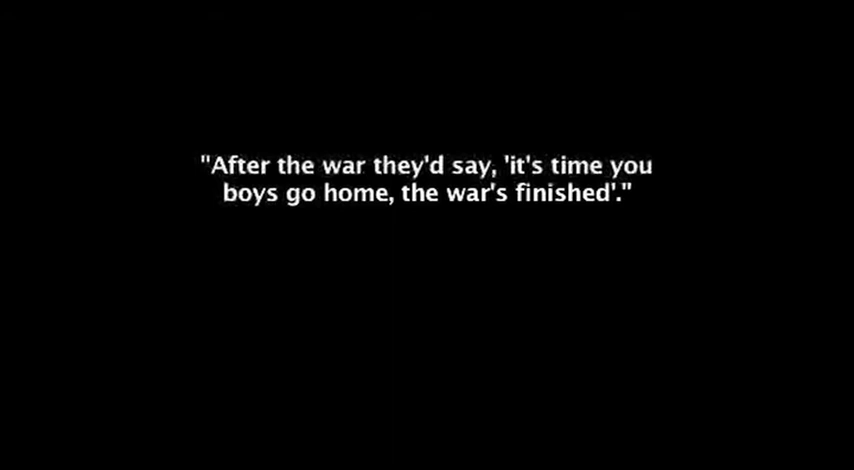 "After the war they'd say, 'it's time you
boys go home, the war's finished'."